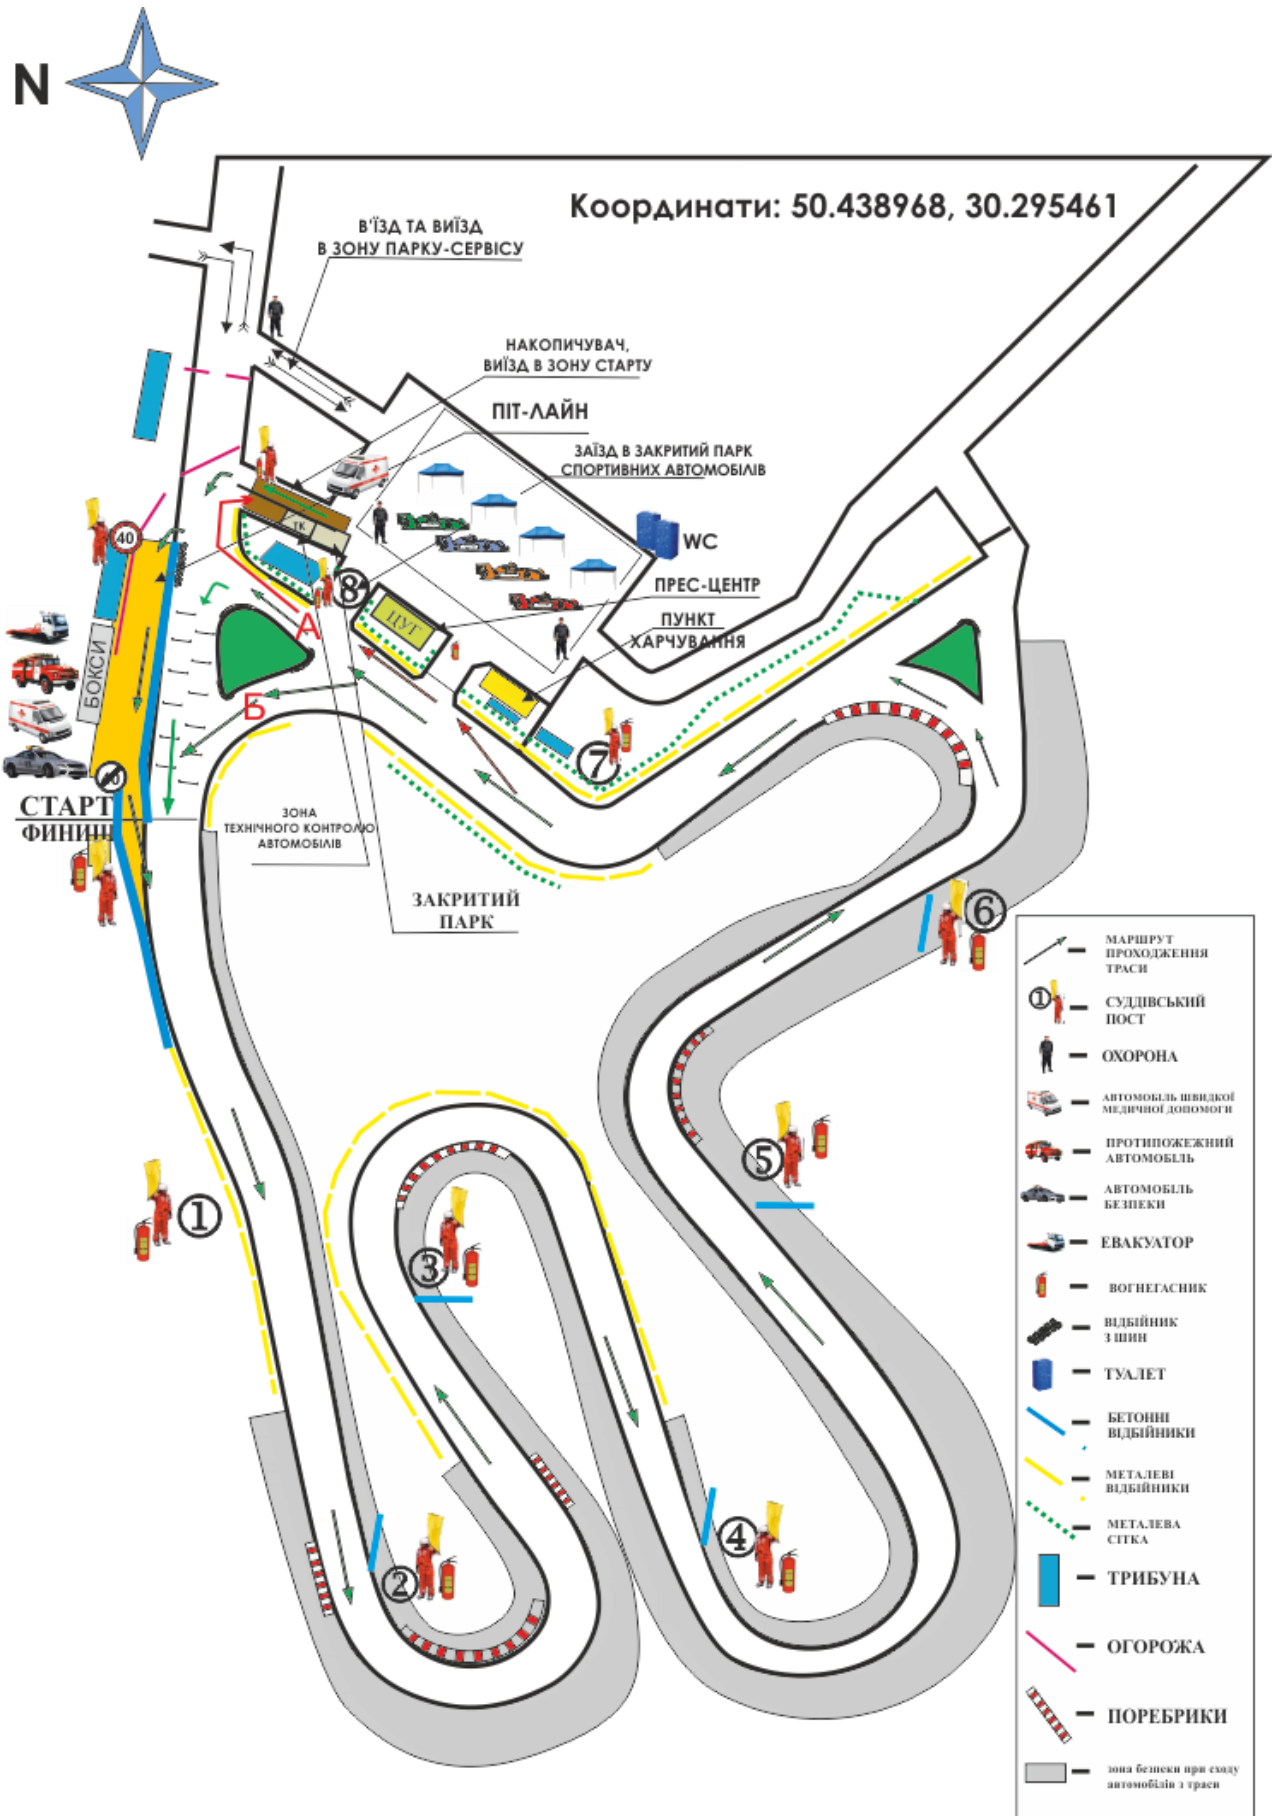 N
Координати: 50.438968, 30.295461
В'ЇЗД ТА ВИЇЗД
В ЗОНУ ПАРКУ-СЕРВІСУ
НАКОПИЧУВАЧ,
ВИЇЗД В ЗОНУ СТАРТУ
ПІТ-ЛАЙН
ЗАЇЗД В ЗАКРИТИЙ ПАРК
СПОРТИВНИХ АВТОМОБІЛІВ
ТК
40
WC
8
ПРЕС-ЦЕНТР
ЦУГ
ПУНКТ
ХАРЧУВАННЯ
А
БОКСИ
Б
7
СТАРТ
ФИНИШ
ЗОНА
ТЕХНІЧНОГО КОНТРОЛЮ
АВТОМОБІЛІВ
ЗАКРИТИЙ
ПАРК
6
5
1
3
4
2
МАРШРУТ
ПРОХОДЖЕННЯ
ТРАСИ
1
СУДДІВСЬКИЙ
ПОСТ
ОХОРОНА
АВТОМОБІЛЬ ШВИДКОЇ
МЕДИЧНОЇ ДОПОМОГИ
ПРОТИПОЖЕЖНИЙ
АВТОМОБІЛЬ
АВТОМОБІЛЬ
БЕЗПЕКИ
ЕВАКУАТОР
ВОГНЕГАСНИК
ВІДБІЙНИК
З ШИН
ТУАЛЕТ
БЕТОННІ
ВІДБІЙНИКИ
МЕТАЛЕВІ
ВІДБІЙНИКИ
МЕТАЛЕВА
СІТКА
ТРИБУНА
ОГОРОЖА
ПОРЕБРИКИ
зона безпеки при сходу
автомобілів з траси